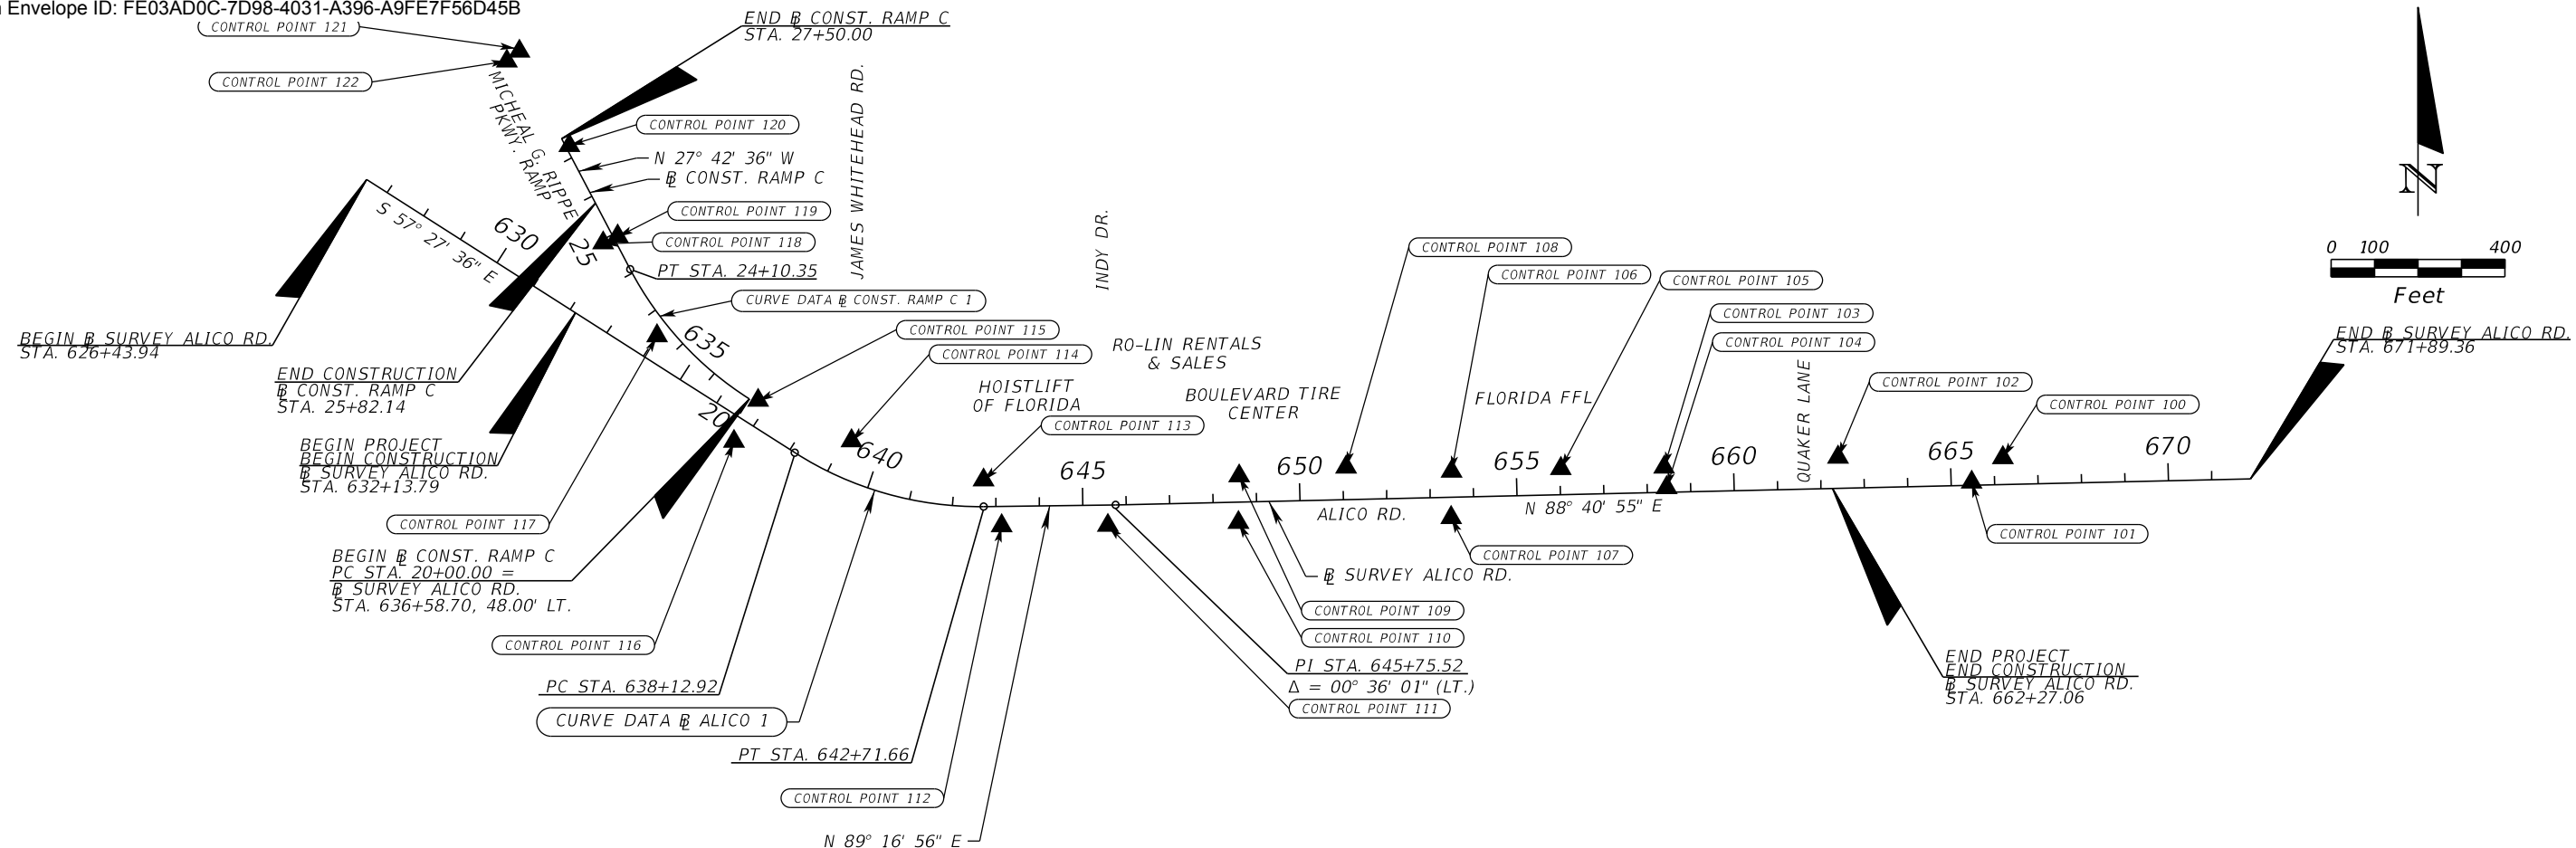 Envelope ID: FE03AD0C-7D98-4031-A396-A9FE7F56D45B
CONTROL POINT 121
CONTROL POINT 122
MICHEAL G. RIPPE
PKWY. RAMP
END ⅊ CONST. RAMP C
STA. 27+50.00
CONTROL POINT 120
N 27° 42' 36" W
BL CONST. RAMP C
CONTROL POINT 119
CONTROL POINT 118
PT STA. 24+10.35
CURVE DATA BL CONST. RAMP C 1
JAMES WHITEHEAD RD.
S 57° 27' 36" E
630
25
635
20
640
645
650
655
660
665
670
BEGIN BL SURVEY ALICO RD.
STA. 626+43.94
END CONSTRUCTION
BL CONST. RAMP C
STA. 25+82.14
BEGIN PROJECT
BEGIN CONSTRUCTION
BL SURVEY ALICO RD.
STA. 632+13.79
CONTROL POINT 117
BEGIN BL CONST. RAMP C
PC STA. 20+00.00 =
BL SURVEY ALICO RD.
STA. 636+58.70, 48.00' LT.
CONTROL POINT 116
PC STA. 638+12.92
CURVE DATA BL ALICO 1
PT STA. 642+71.66
CONTROL POINT 112
N 89° 16' 56" E
CONTROL POINT 115
CONTROL POINT 114
HOISTLIFT
OF FLORIDA
CONTROL POINT 113
INDY DR.
RO-LIN RENTALS
& SALES
BOULEVARD TIRE
CENTER
CONTROL POINT 108
CONTROL POINT 106
CONTROL POINT 105
CONTROL POINT 103
CONTROL POINT 104
FLORIDA FFL
QUAKER LANE
CONTROL POINT 102
CONTROL POINT 100
ALICO RD.
N 88° 40' 55" E
CONTROL POINT 107
BL SURVEY ALICO RD.
CONTROL POINT 109
CONTROL POINT 110
PI STA. 645+75.52
Δ = 00° 36' 01" (LT.)
CONTROL POINT 111
CONTROL POINT 101
END PROJECT
END CONSTRUCTION
BL SURVEY ALICO RD.
STA. 662+27.06
N
0 100 400
Feet
END BL SURVEY ALICO RD.
STA. 671+89.36